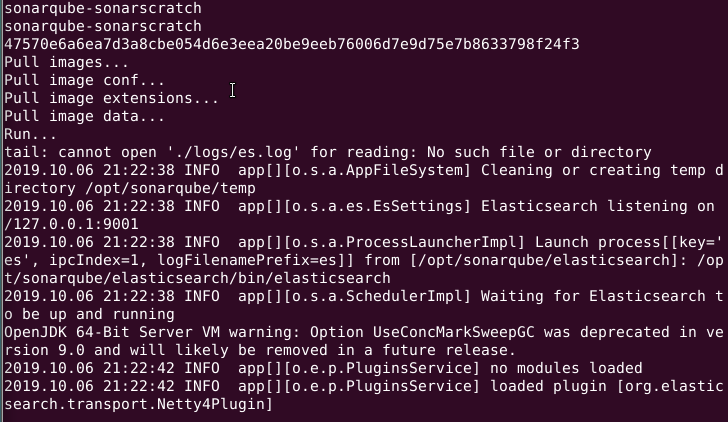 sonarqube-sonarscratch
sonarqube-sonarscratch
47570e6a6ea7d3a8cbe054d6e3eea20be9eeb76006d7e9d75e7b8633798f24f3
Pull images...
Pull image conf...
Pull image extensions...
Pull image data...
Run...
tail: cannot open './logs/es.log' for reading: No such file or directory
2019.10.06 21:22:38 INFO  app[][o.s.a.AppFileSystem] Cleaning or creating temp d
irectory /opt/sonarqube/temp
2019.10.06 21:22:38 INFO  app[][o.s.a.es.EsSettings] Elasticsearch listening on
/127.0.0.1:9001
2019.10.06 21:22:38 INFO  app[][o.s.a.ProcessLauncherImpl] Launch process[[key='
es', ipcIndex=1, logFilenamePrefix=es]] from [/opt/sonarqube/elasticsearch]: /op
t/sonarqube/elasticsearch/bin/elasticsearch
2019.10.06 21:22:38 INFO  app[][o.s.a.SchedulerImpl] Waiting for Elasticsearch t
o be up and running
OpenJDK 64-Bit Server VM warning: Option UseConcMarkSweepGC was deprecated in ve
rsion 9.0 and will likely be removed in a future release.
2019.10.06 21:22:42 INFO  app[][o.e.p.PluginsService] no modules loaded
2019.10.06 21:22:42 INFO  app[][o.e.p.PluginsService] loaded plugin [org.elastic
search.transport.Netty4Plugin]